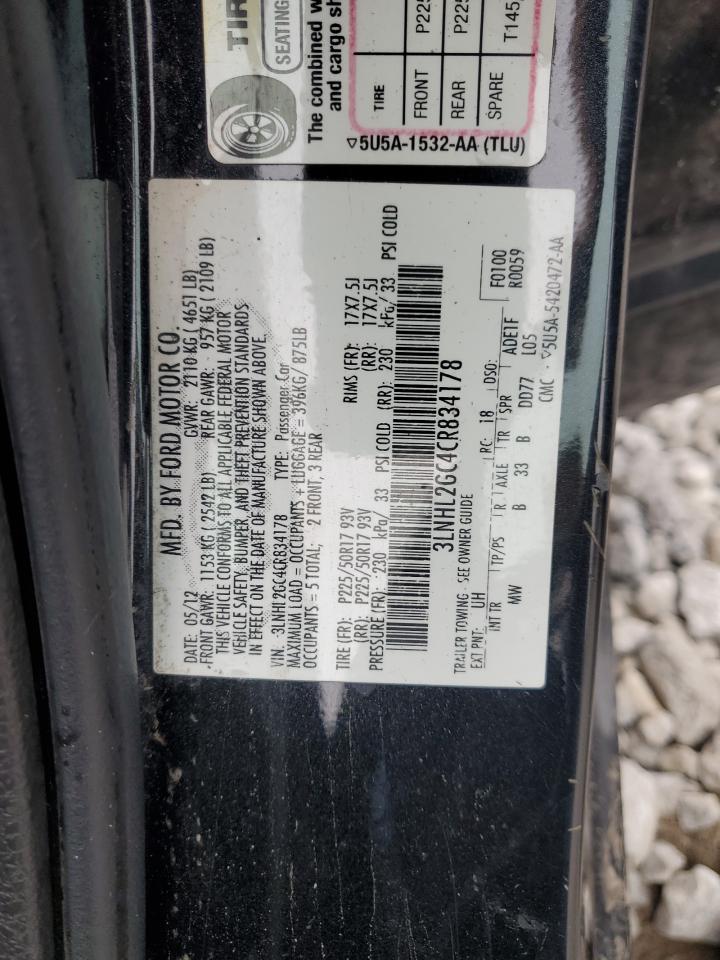 TIR
SEATING
The combined w
and cargo sh
TIRE
FRONT P225
REAR P225
SPARE T145
5U5A-1532-AA (TLU)
MFD. BY FORD MOTOR CO.
DATE: 05/12 GVWR: 2110 KG ( 4651 LB)
FRONT GAWR: 1153 KG ( 2542 LB) REAR GAWR: 957 KG ( 2109 LB)
THIS VEHICLE CONFORMS TO ALL APPLICABLE FEDERAL MOTOR
VEHICLE SAFETY, BUMPER, AND THEFT PREVENTION STANDARDS
IN EFFECT ON THE DATE OF MANUFACTURE SHOWN ABOVE.
VIN: 3LNHL2GC4CR834178 TYPE: Passenger Car
MAXIMUM LOAD = OCCUPANTS + LUGGAGE = 396KG/ 875LB
OCCUPANTS = 5 TOTAL; 2 FRONT, 3 REAR
TIRE (FR): P225/50R17 93V RIMS (FR): 17X7.5J
(RR): P225/50R17 93V (RR): 17X7.5J
PRESSURE (FR): 230 kPa/ 33 PSI COLD (RR): 230 kPa/ 33 PSI COLD
3LNHL2GC4CR834178
TRAILER TOWING - SEE OWNER GUIDE
EXT PNT: UH RC: 18 DSO: F0100
INT TR TP/PS R AXLE TR SPR ADE1F R0059
MW B 33 B DD77 L05
CMC 5U5A-5420472-AA